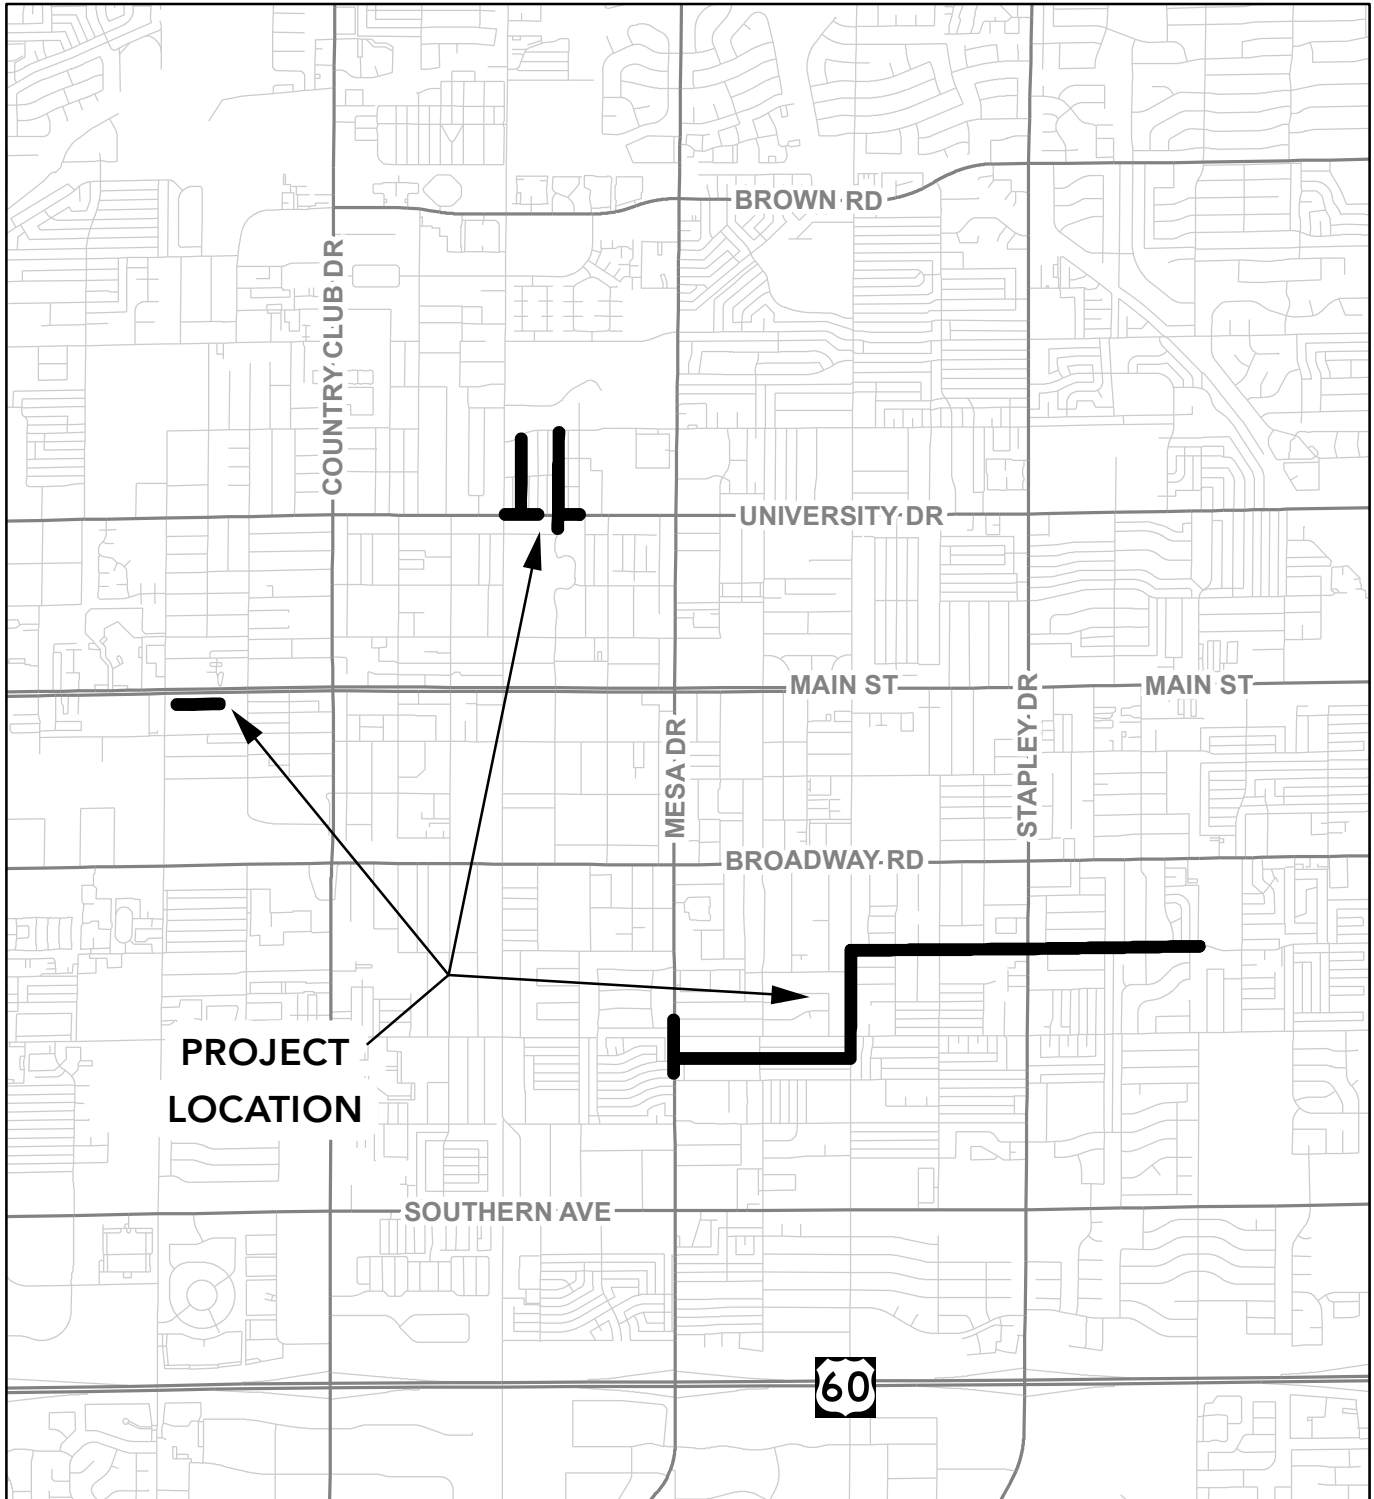 BROWN RD
COUNTRY CLUB DR
UNIVERSITY DR
MAIN ST
MAIN ST
MESA DR
STAPLEY DR
BROADWAY RD
PROJECT
LOCATION
SOUTHERN AVE
60